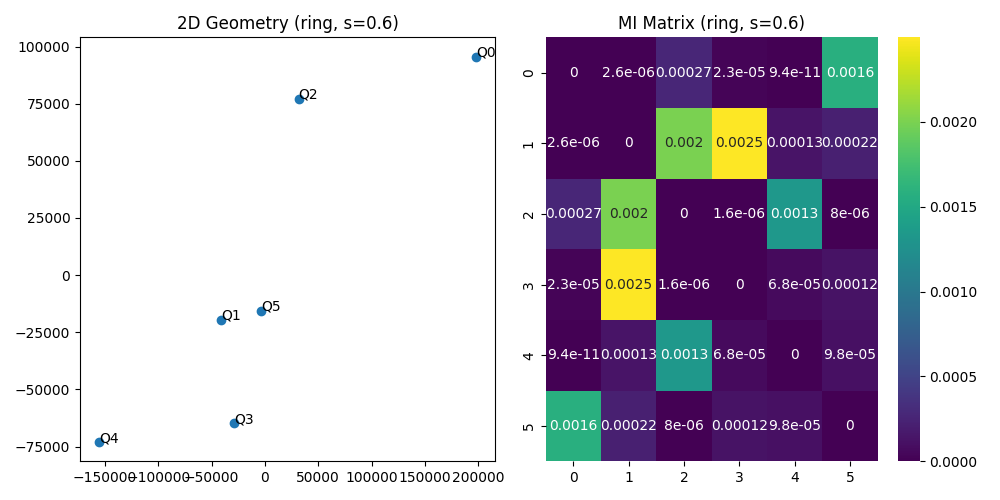 2D Geometry (ring, s=0.6)
100000
75000
50000
25000
0
−25000
−50000
−75000
Q0
Q2
Q5
Q1
Q3
Q4
−150000 −100000 −50000 0 50000 100000 150000 200000
MI Matrix (ring, s=0.6)
0 0 2.6e-06 0.00027 2.3e-05 9.4e-11 0.0016
1 2.6e-06 0 0.002 0.0025 0.00013 0.00022
2 0.00027 0.002 0 1.6e-06 0.0013 8e-06
3 2.3e-05 0.0025 1.6e-06 0 6.8e-05 0.00012
4 9.4e-11 0.00013 0.0013 6.8e-05 0 9.8e-05
5 0.0016 0.00022 8e-06 0.00012 9.8e-05 0
0 1 2 3 4 5
0.0020
0.0015
0.0010
0.0005
0.0000